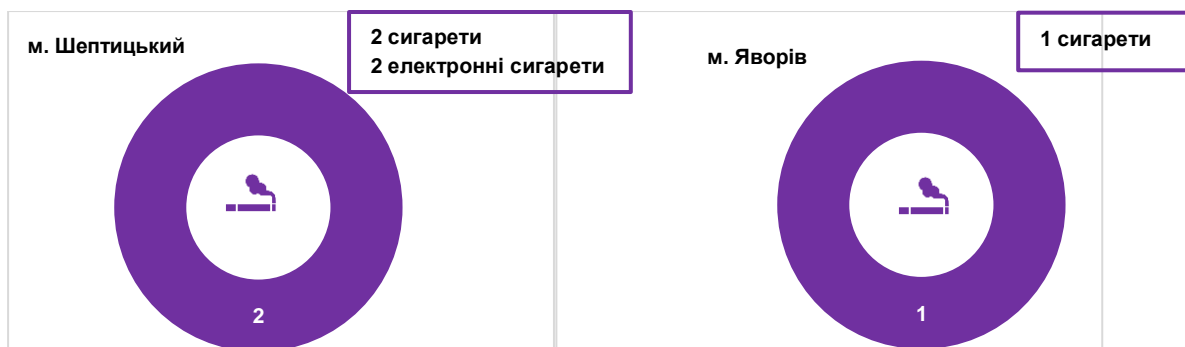 м. Шептицький
2 сигарети
2 електронні сигарети
2
м. Яворів
1 сигарети
1